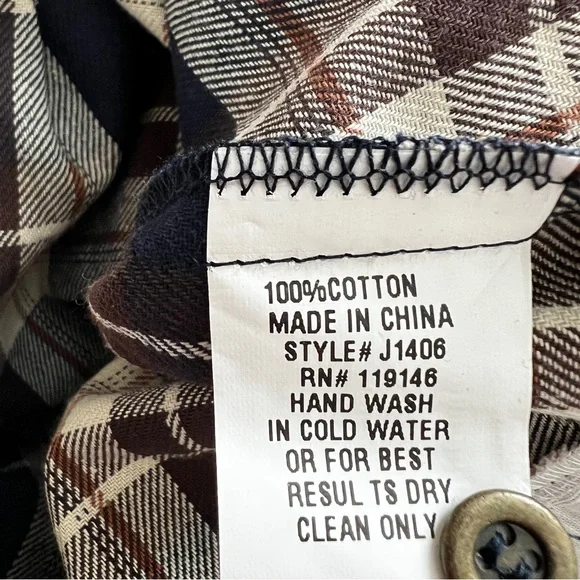 100%COTTON
MADE IN CHINA
STYLE# J1406
RN# 119146
HAND WASH
IN COLD WATER
OR FOR BEST
RESUL TS DRY
CLEAN ONLY